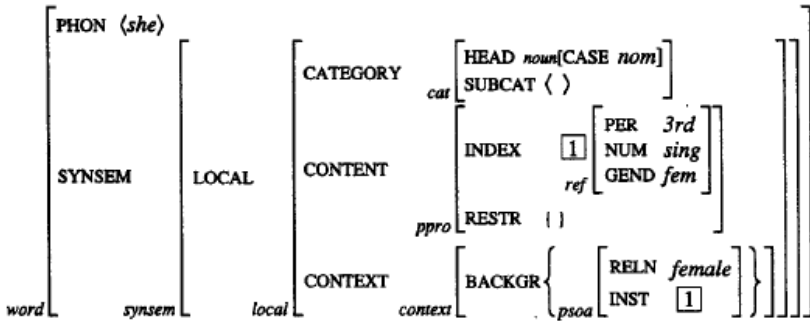 PHON ⟨she⟩
HEAD noun[CASE nom]
CATEGORY
cat SUBCAT ⟨ ⟩
PER 3rd
INDEX 1 NUM sing
SYNSEM LOCAL CONTENT
ref GEND fem
ppro RESTR { }
RELN female
CONTEXT BACKGR
INST 1
word synsem local context psoa